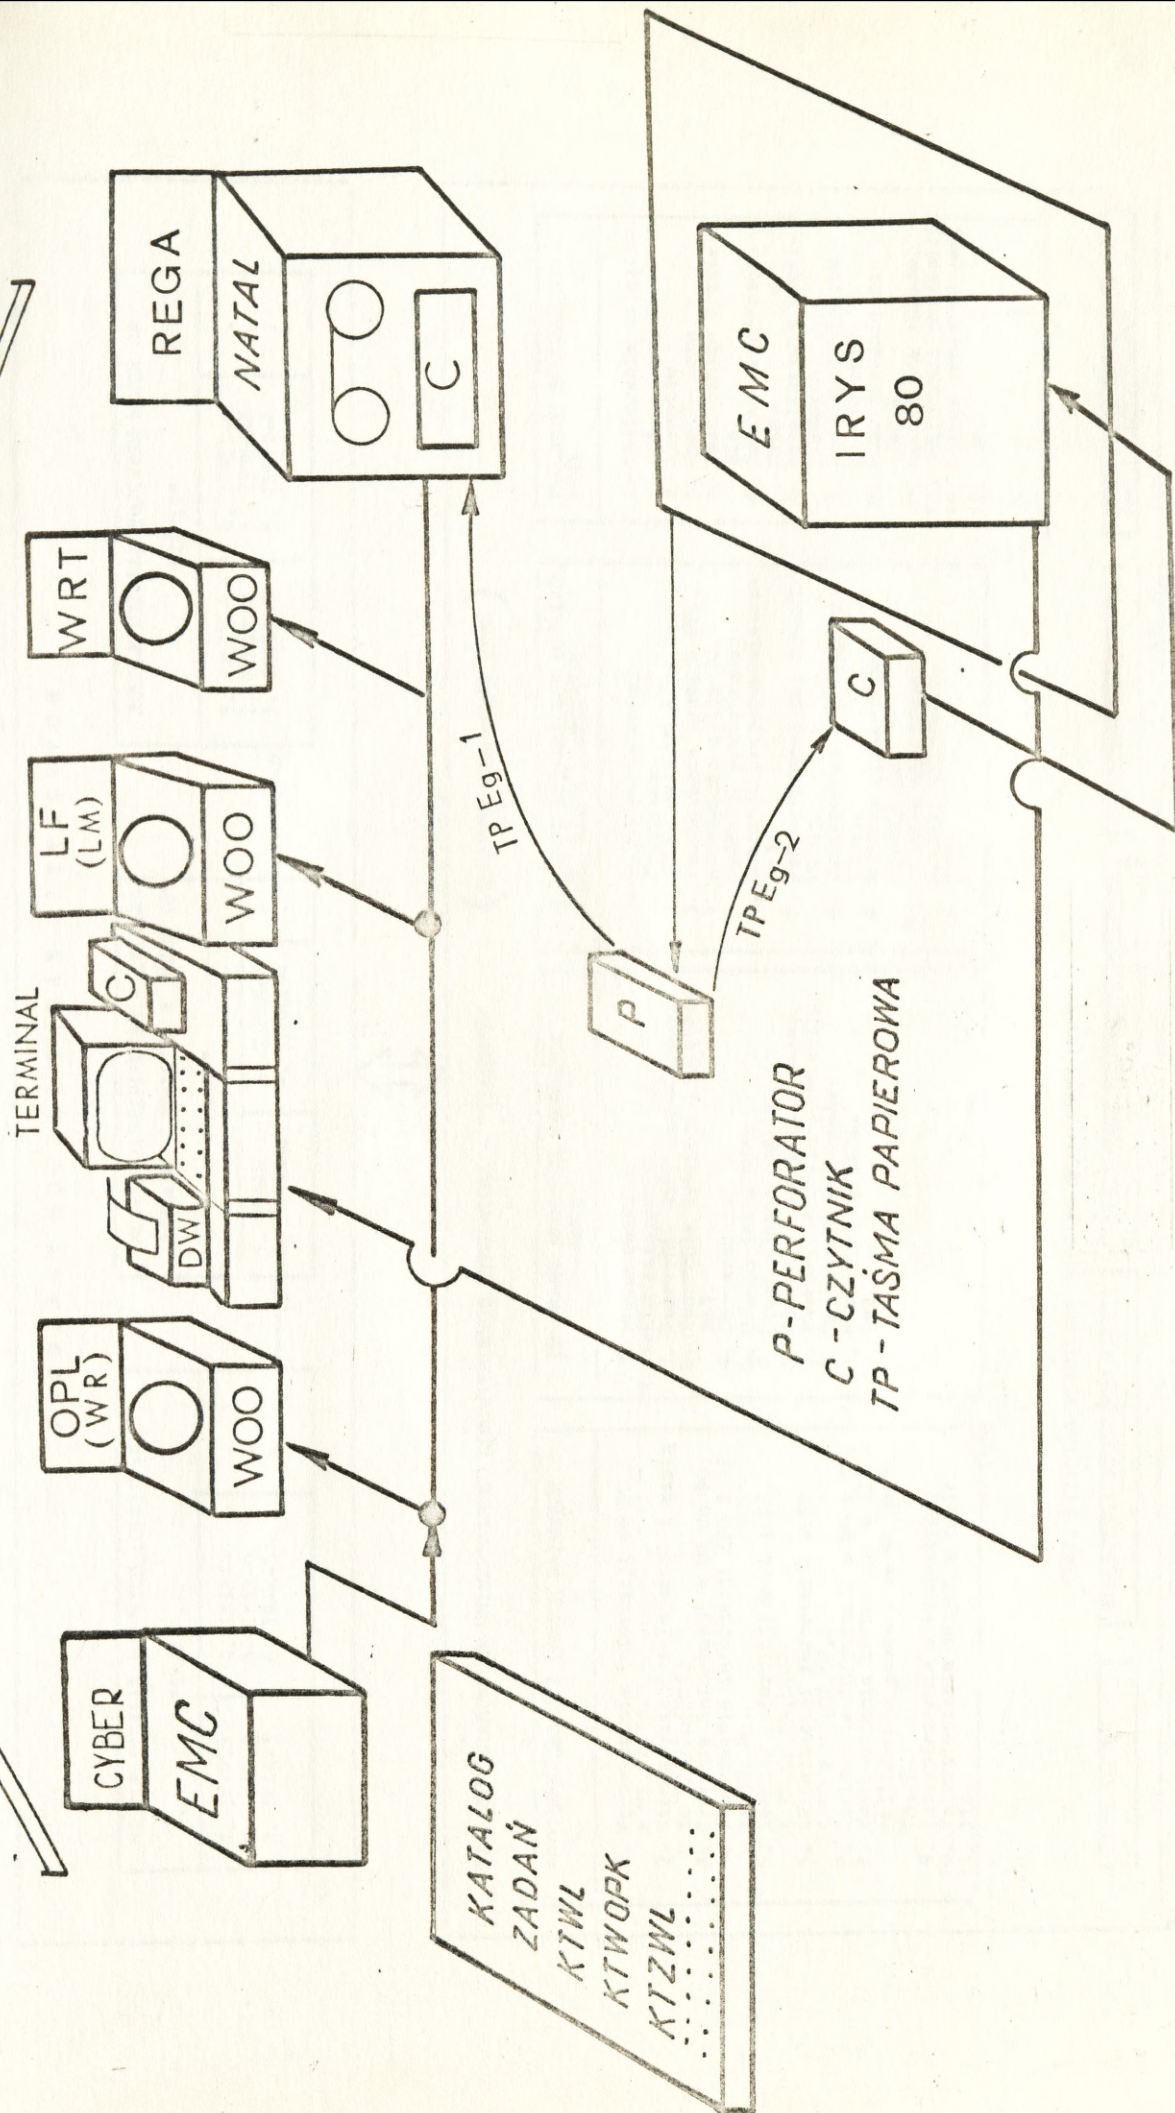 CYBER
EMC
OPL
(WR)
WOO
TERMINAL
DW
C
LF
(LM)
WOO
WRT
WOO
REGA
NATAL
C
KATALOG
ZADAŃ
KTWL
KTWOPK
KTZWL
P
TP Eg-1
TP Eg-2
C
EMC
IRYS
80
P-PERFORATOR
C-CZYTNIK
TP-TAŚMA PAPIEROWA